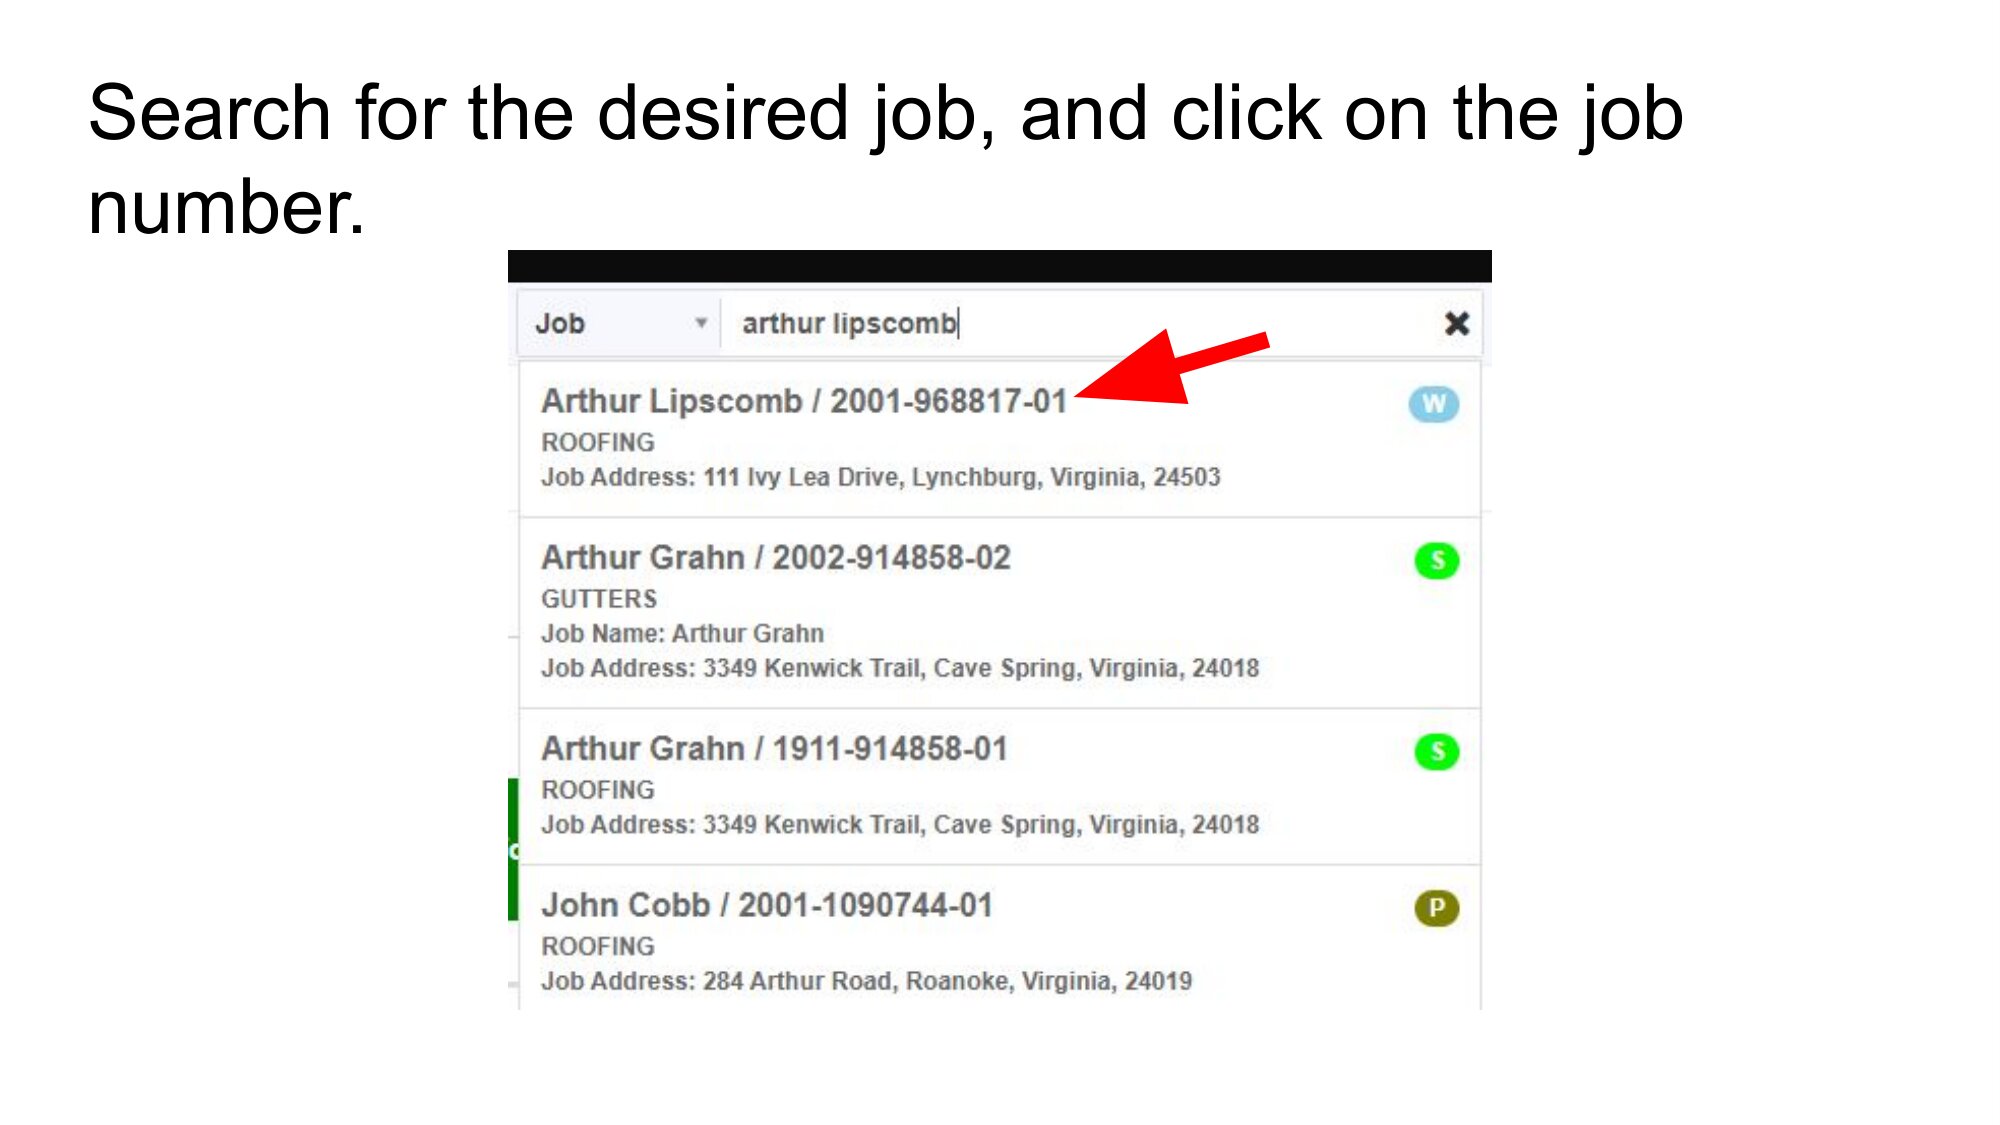 Search for the desired job, and click on the job
number.
Job arthur lipscomb
Arthur Lipscomb / 2001-968817-01 W
ROOFING
Job Address: 111 Ivy Lea Drive, Lynchburg, Virginia, 24503
Arthur Grahn / 2002-914858-02 S
GUTTERS
Job Name: Arthur Grahn
Job Address: 3349 Kenwick Trail, Cave Spring, Virginia, 24018
Arthur Grahn / 1911-914858-01 S
ROOFING
Job Address: 3349 Kenwick Trail, Cave Spring, Virginia, 24018
John Cobb / 2001-1090744-01 P
ROOFING
Job Address: 284 Arthur Road, Roanoke, Virginia, 24019